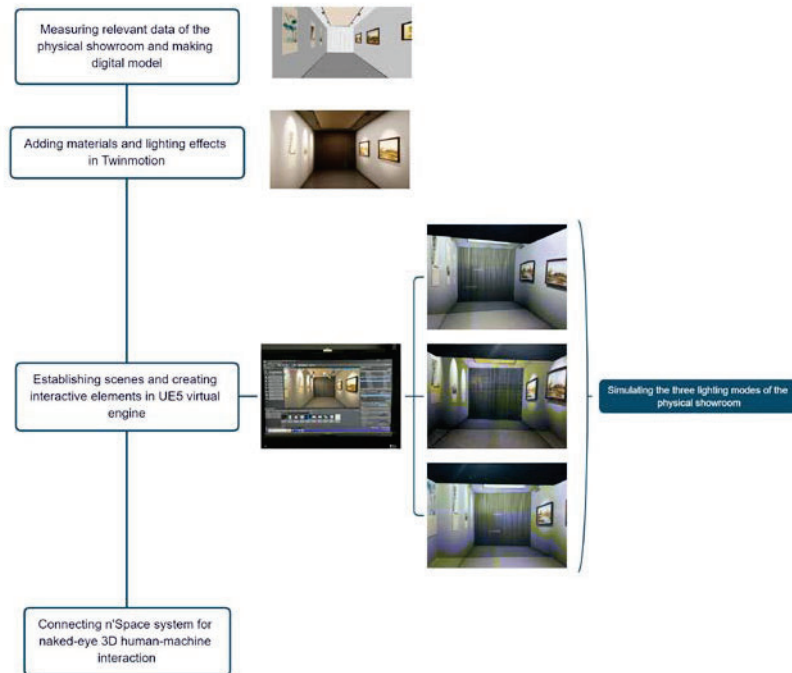 Measuring relevant data of the
physical showroom and making
digital model
Adding materials and lighting effects
in Twinmotion
Establishing scenes and creating
interactive elements in UE5 virtual
engine
Simulating the three lighting modes of the
physical showroom
Connecting n'Space system for
naked-eye 3D human-machine
interaction